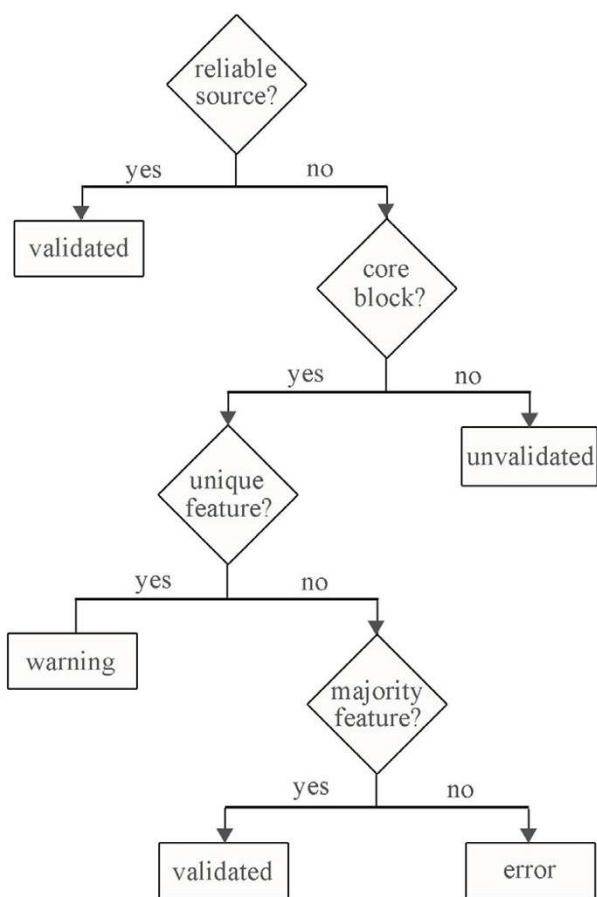 reliable
source?
yes
no
validated
core
block?
yes
no
unique
feature?
unvalidated
yes
no
warning
majority
feature?
yes
no
validated
error